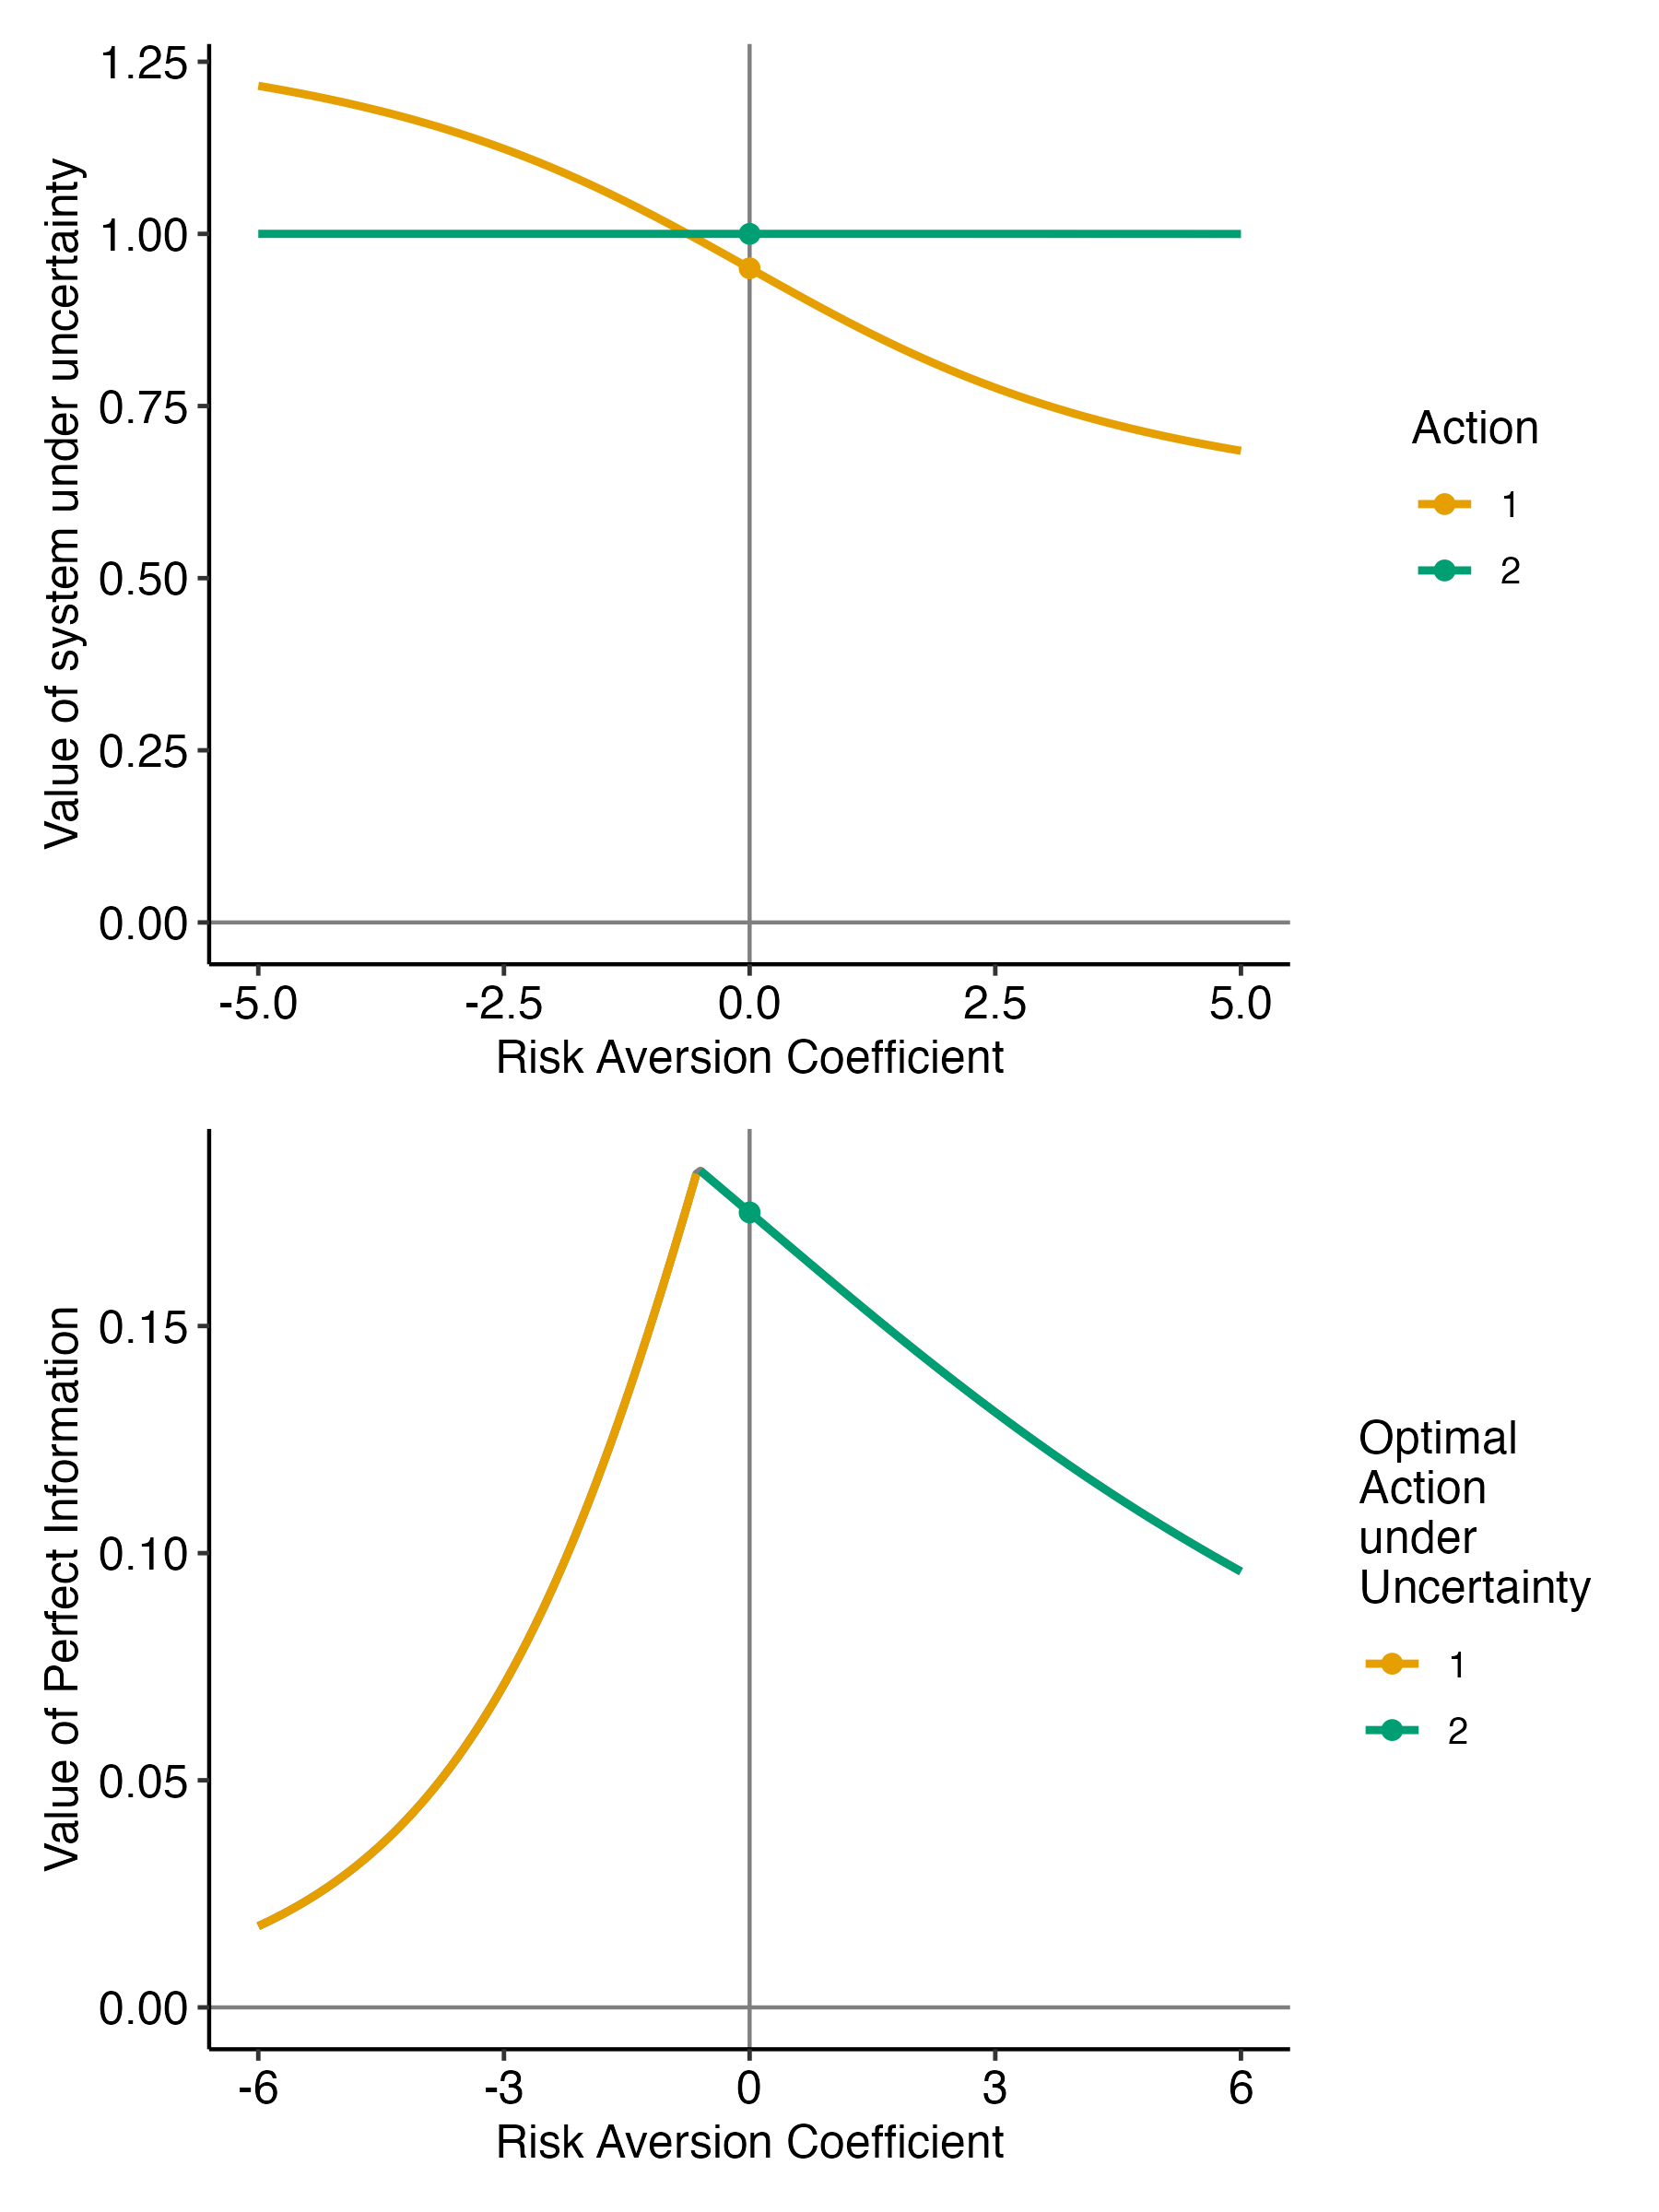 1.25
1.00
0.75
0.50
0.25
0.00
Value of system under uncertainty
-5.0 -2.5 0.0 2.5 5.0
Risk Aversion Coefficient
Action
1
2
0.15
0.10
0.05
0.00
Value of Perfect Information
-6 -3 0 3 6
Risk Aversion Coefficient
Optimal
Action
under
Uncertainty
1
2